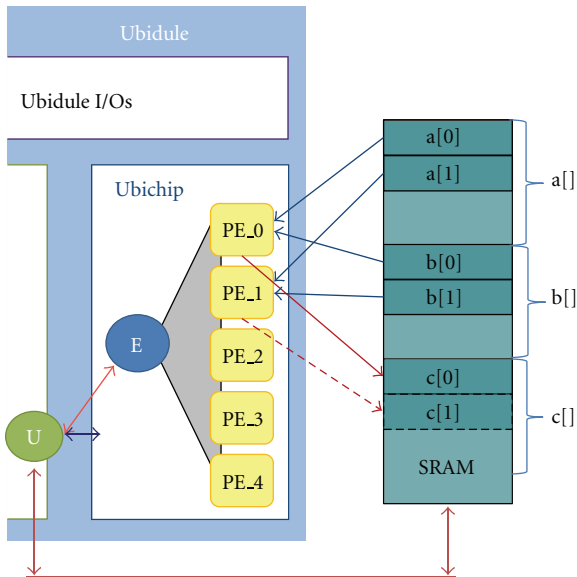 Ubidule
Ubidule I/Os
Ubichip
PE_0
PE_1
PE_2
PE_3
PE_4
E
U
a[0]
a[1]
a[]
b[0]
b[1]
b[]
c[0]
c[1]
c[]
SRAM